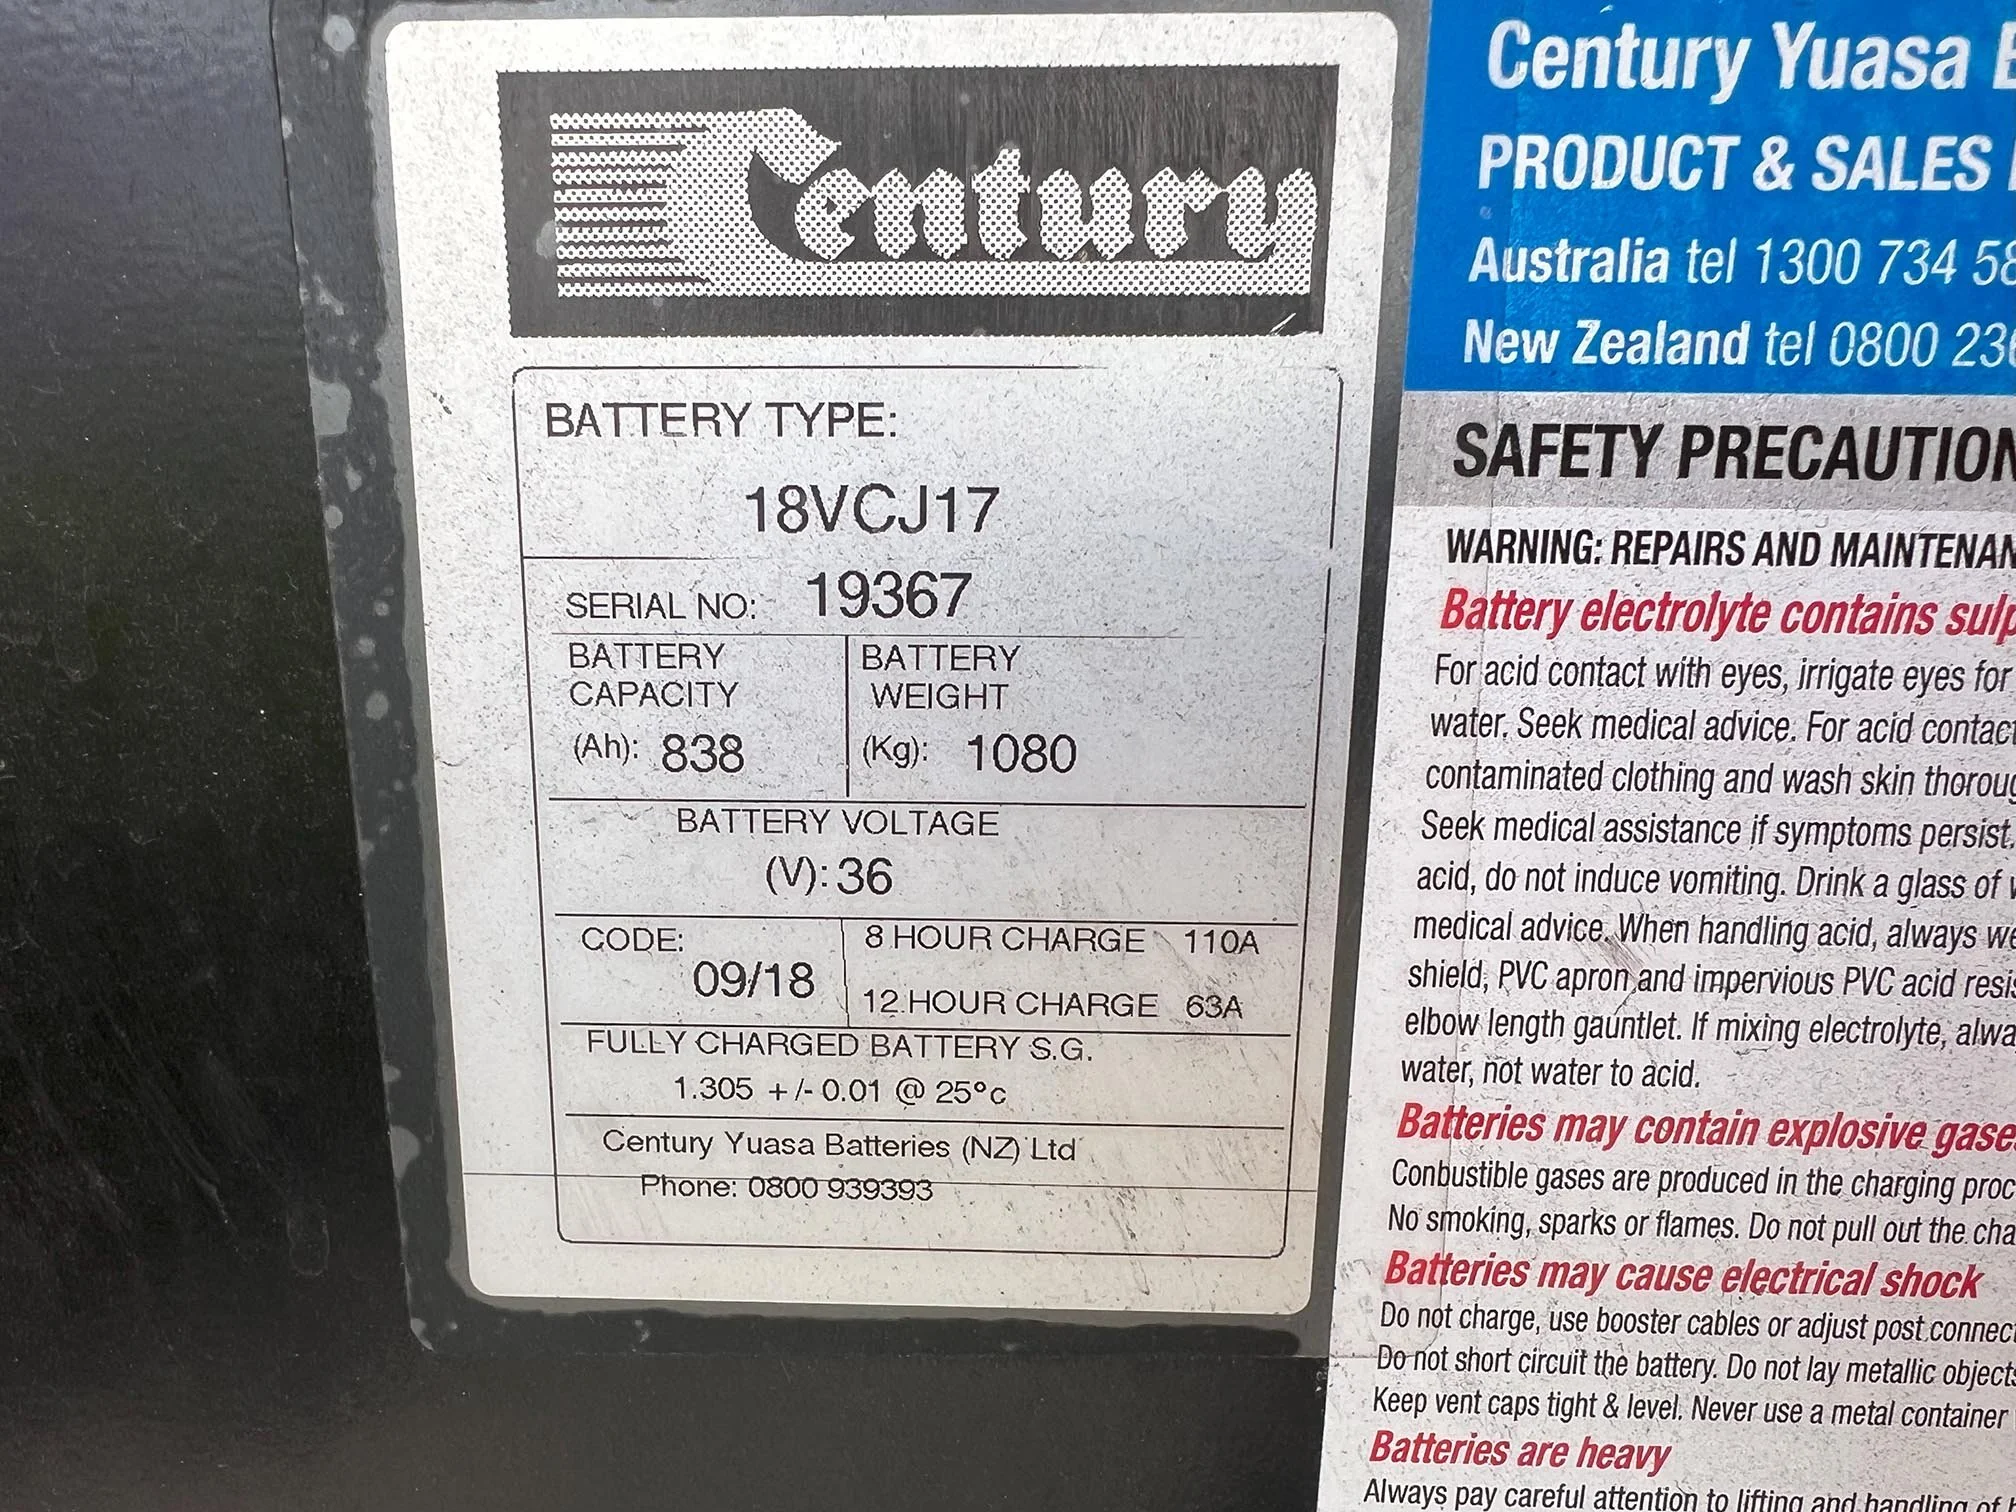 Century
BATTERY TYPE:
18VCJ17
SERIAL NO: 19367
BATTERY CAPACITY (Ah): 838
BATTERY WEIGHT (Kg): 1080
BATTERY VOLTAGE
(V): 36
CODE: 09/18
8 HOUR CHARGE 110A
12 HOUR CHARGE 63A
FULLY CHARGED BATTERY S.G.
1.305 +/- 0.01 @ 25°c
Century Yuasa Batteries (NZ) Ltd
Phone: 0800 939393
Century Yuasa
PRODUCT & SALES
Australia tel 1300 734
New Zealand tel 0800
SAFETY
WARNING: REPAIRS AND
Battery electrolyte contains
For acid contact with eyes, irrigate eyes for
water. Seek medical advice. For acid
contaminated clothing and wash skin
Seek medical assistance if symptoms persist.
acid, do not induce vomiting. Drink a glass of
medical advice. When handling acid, always
shield, PVC apron and impervious PVC acid
elbow length gauntlet. If mixing electrolyte,
water, not water to acid.
Batteries may contain explosive
Conbustible gases are produced in the charging
No smoking, sparks or flames. Do not pull out the
Batteries may cause electrical shock
Do not charge, use booster cables or adjust post
Do not short circuit the battery. Do not lay metallic
Keep vent caps tight & level. Never use a metal container
Batteries are heavy
Always pay careful attention to lifting and handling of